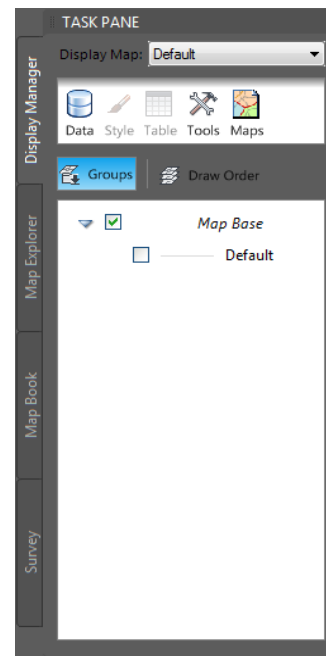 TASK PANE
Display Map: Default
Data Style Table Tools Maps
Groups Draw Order
Map Base
Default
Display Manager
Map Explorer
Map Book
Survey